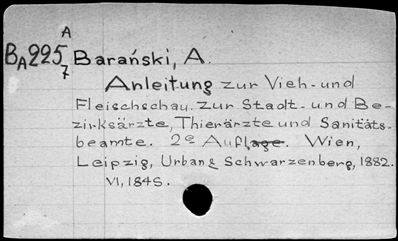 A
BA225 Barański, A.
7
Anleitung zur Vieh- und
Fleischschau zur Stadt- und Be-
zirksärzte, Thierärzte und Sanitäts-
beamte. 2e Auflage. Wien,
Leipzig, Urban & Schwarzenberg, 1882.
VI, 184S.